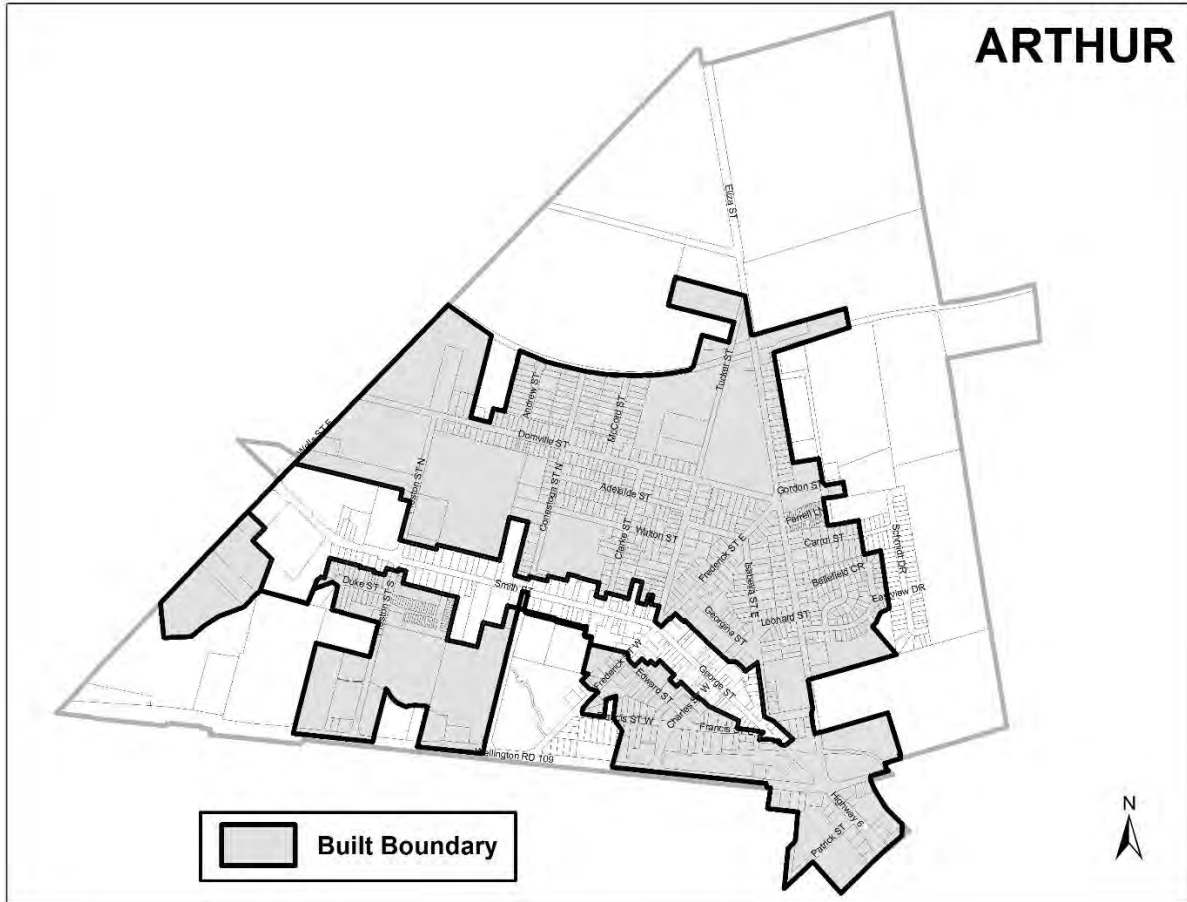 ARTHUR
Eliza ST
Tucker ST
Andrew ST
McCord ST
Domville ST
Wells ST E
Conestoga ST N
Adelaide ST
Gordon ST
Farrell LN
Carrol ST
Schmidt DR
Walton ST
Clarke ST
Frederick ST E
Isabella ST E
Bellefield CR
Eastview DR
Smith ST
Duke ST
Georgina ST
Leonard ST
George ST
Edward ST
Charles ST W
Wellington RD 109
Highway 6
Patrick ST
N
Built Boundary